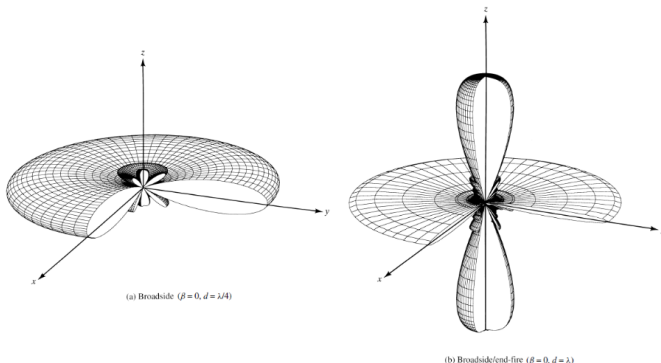 z
y
x
(a) Broadside (β = 0, d = λ/4)
z
x
(b) Broadside/end-fire (β = 0, d = λ)